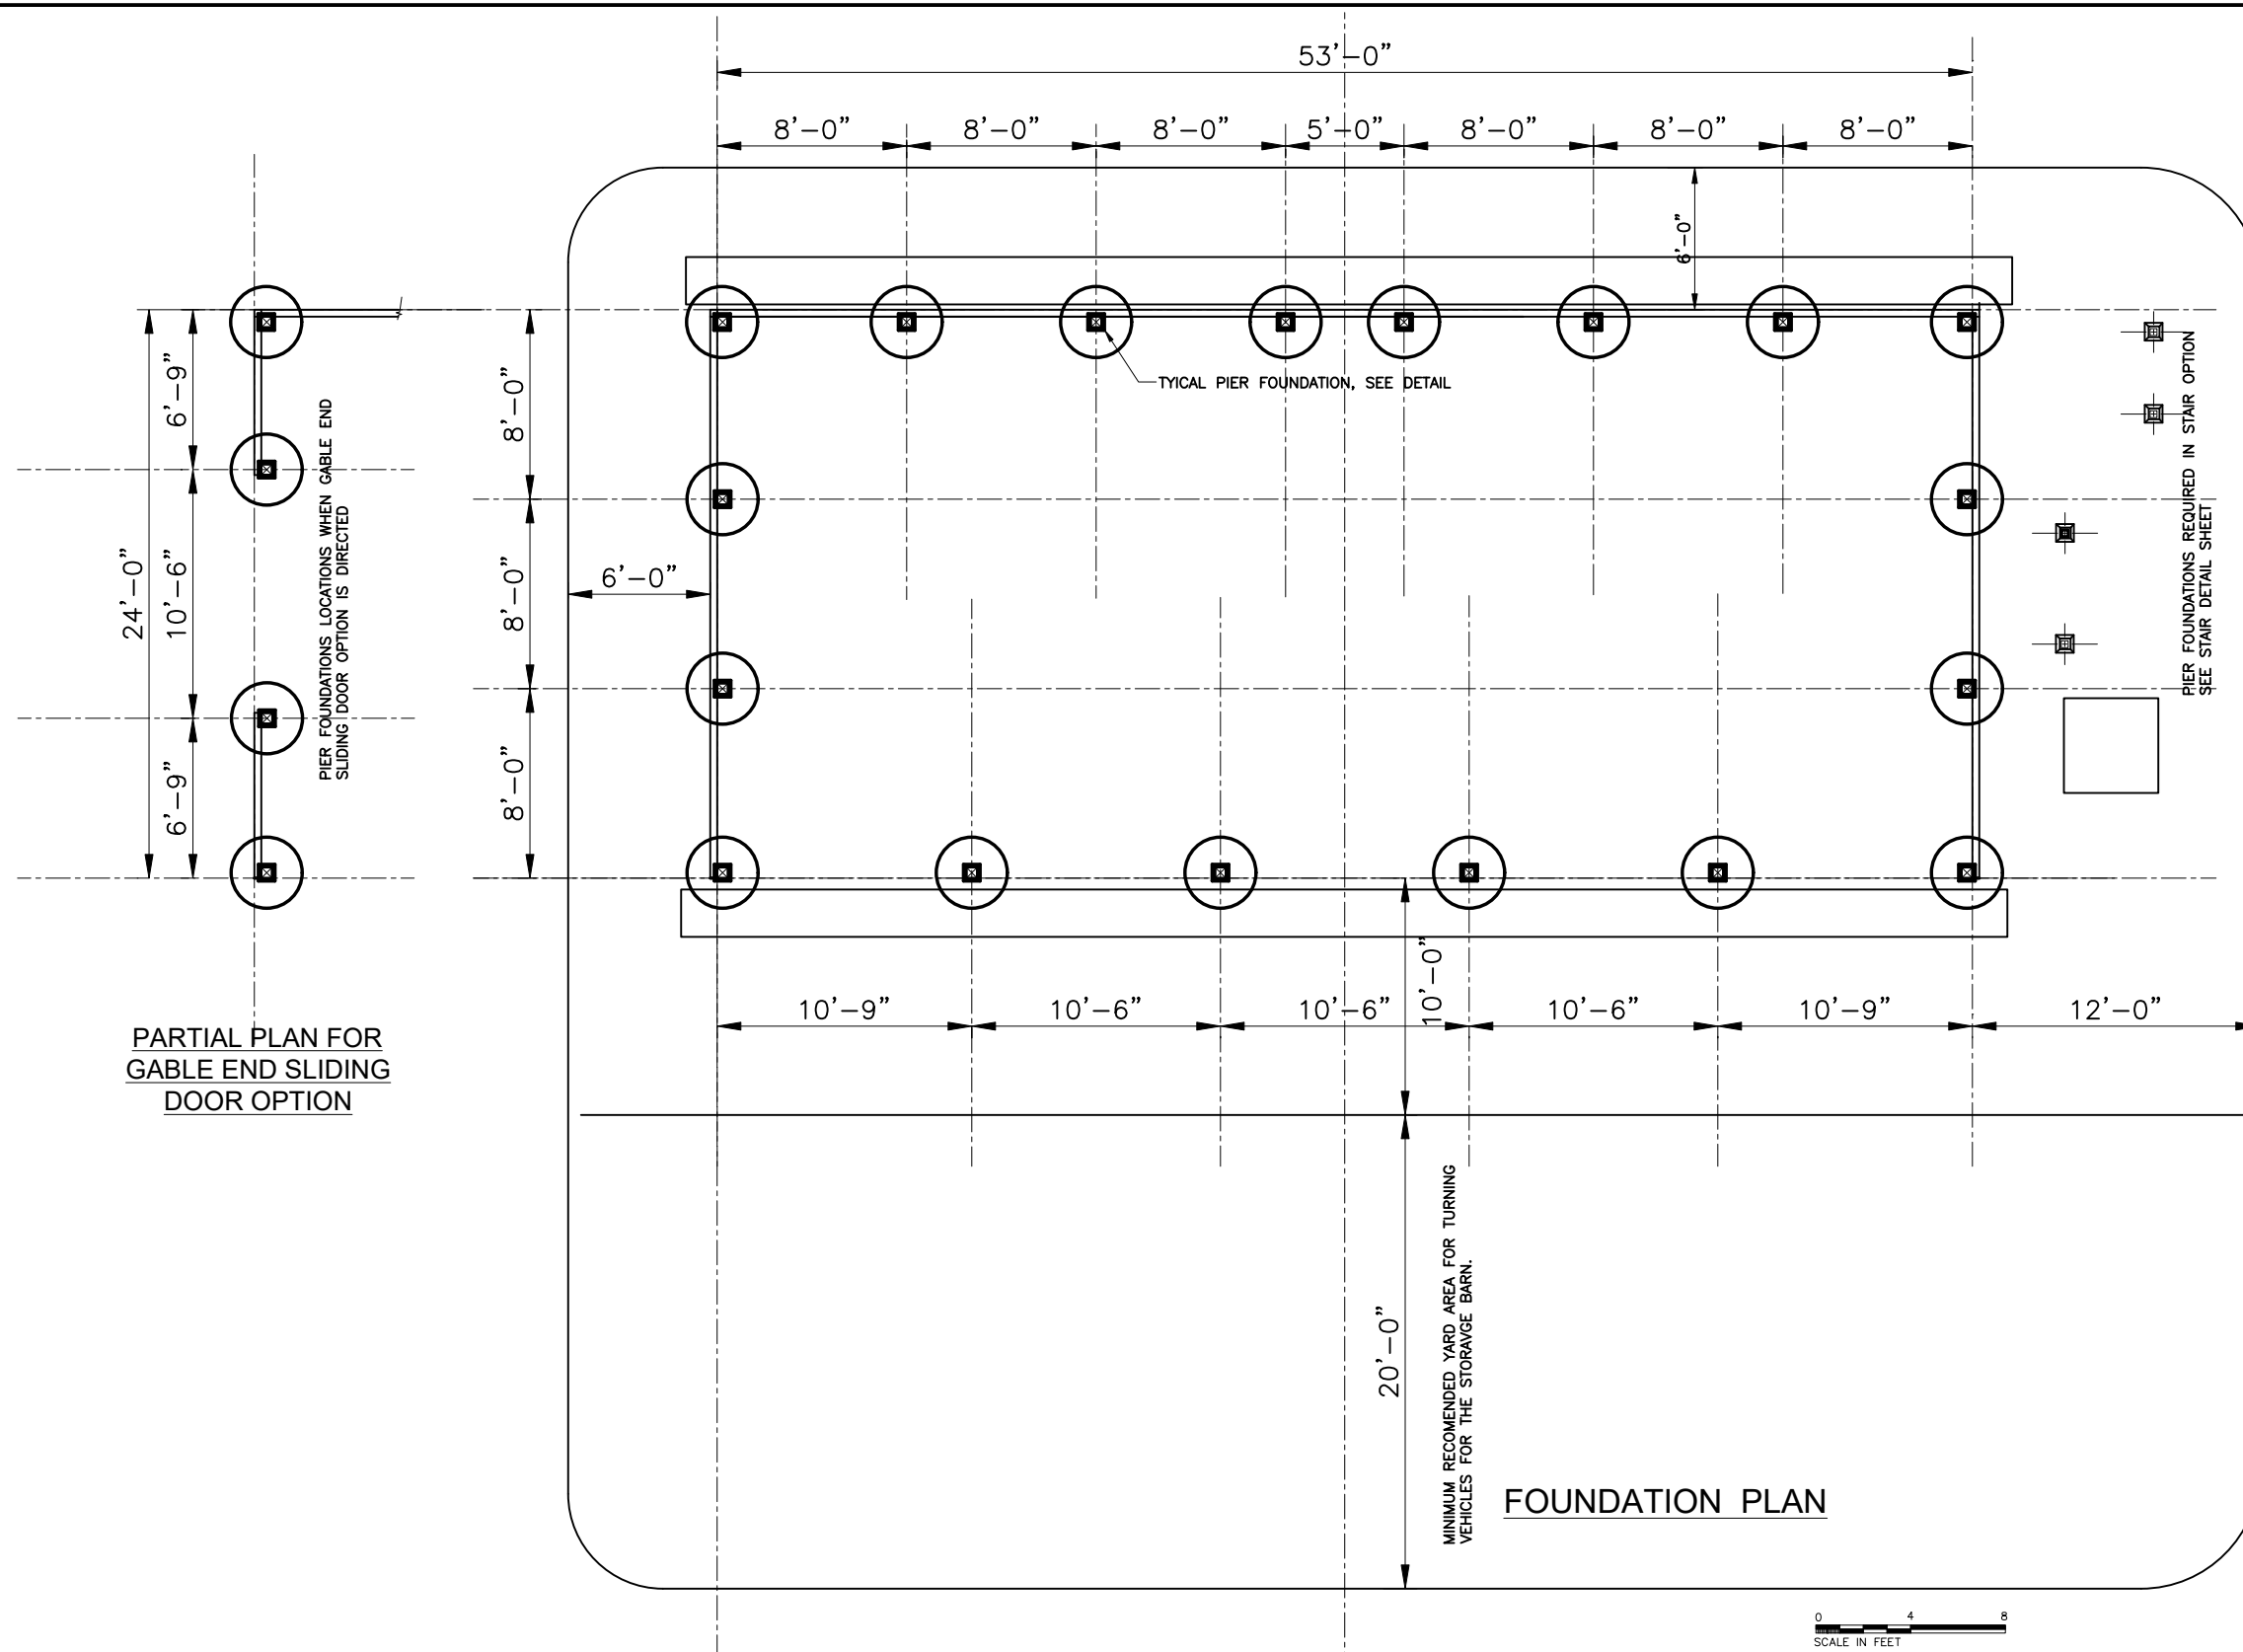 53'-0"
8'-0"
8'-0"
8'-0"
5'-0"
8'-0"
8'-0"
8'-0"
6'-0"
TYICAL PIER FOUNDATION, SEE DETAIL
24'-0"
6'-9"
10'-6"
6'-9"
PIER FOUNDATIONS LOCATIONS WHEN GABLE END
SLIDING DOOR OPTION IS DIRECTED
8'-0"
8'-0"
8'-0"
6'-0"
PIER FOUNDATIONS REQUIRED IN STAIR OPTION
SEE STAIR DETAIL SHEET
10'-9"
10'-6"
10'-6"
10'-0"
10'-6"
10'-9"
12'-0"
PARTIAL PLAN FOR
GABLE END SLIDING
DOOR OPTION
20'-0"
MINIMUM RECOMENDED YARD AREA FOR TURNING
VEHICLES FOR THE STORAVGE BARN.
FOUNDATION PLAN
0 4 8
SCALE IN FEET